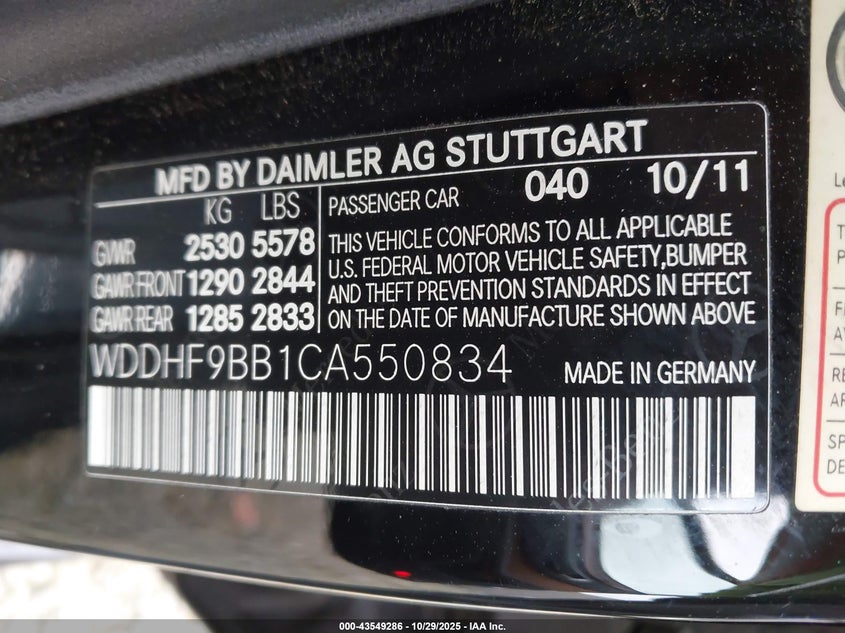 MFD BY DAIMLER AG STUTTGART
KG LBS
GVWR 2530 5578
GAWR FRONT 1290 2844
GAWR REAR 1285 2833
PASSENGER CAR 040 10/11
THIS VEHICLE CONFORMS TO ALL APPLICABLE
U.S. FEDERAL MOTOR VEHICLE SAFETY,BUMPER
AND THEFT PREVENTION STANDARDS IN EFFECT
ON THE DATE OF MANUFACTURE SHOWN ABOVE
WDDHF9BB1CA550834 MADE IN GERMANY
000-43549286 - 10/29/2025 - IAA Inc.